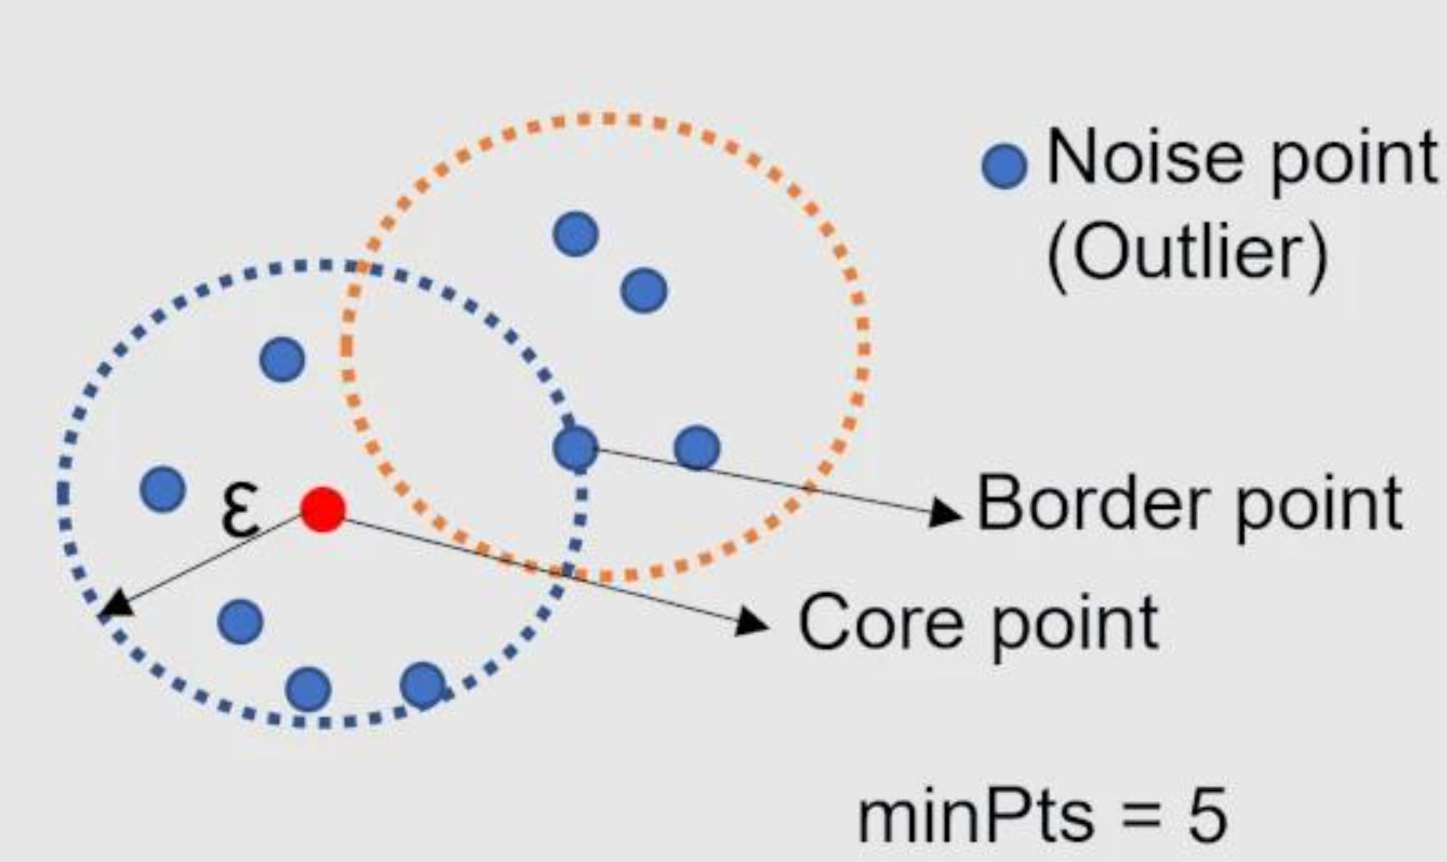 Noise point
(Outlier)
ε
Border point
Core point
minPts = 5